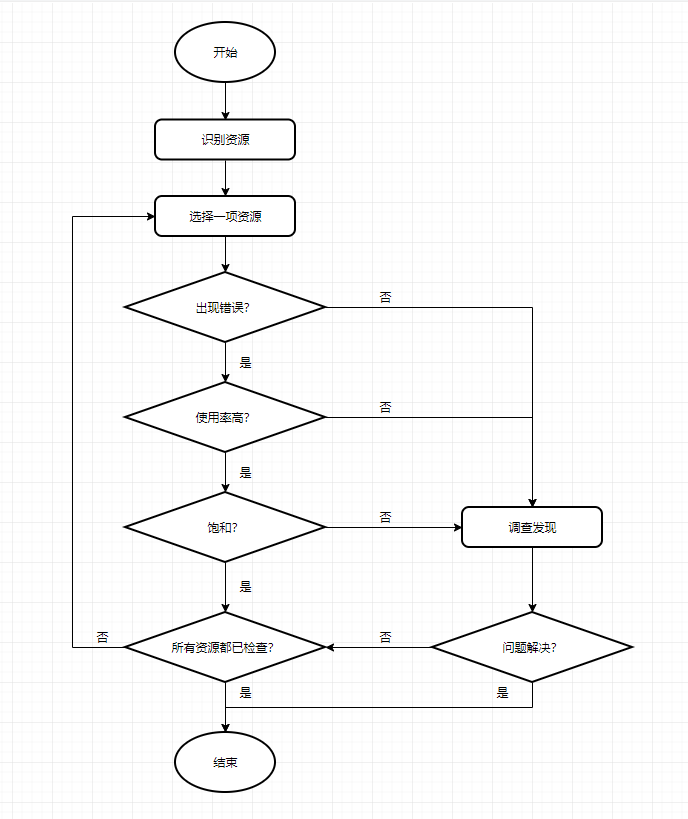 开始
识别资源
选择一项资源
出现错误?
否
是
使用率高?
否
是
饱和?
否
调查发现
是
否
所有资源都已检查?
否
问题解决?
是
是
结束